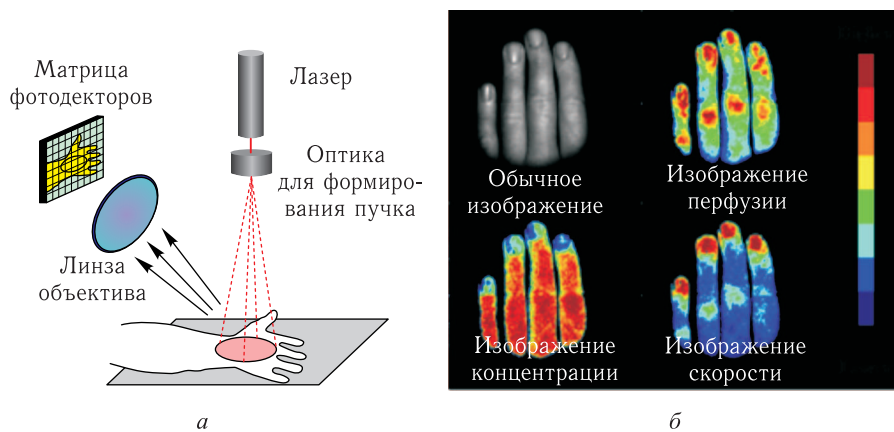 Матрица
фотодекторов
Лазер
Оптика
для формиро-
вания пучка
Линза
объектива
а
Обычное
изображение
Изображение
перфузии
Изображение
концентрации
Изображение
скорости
б